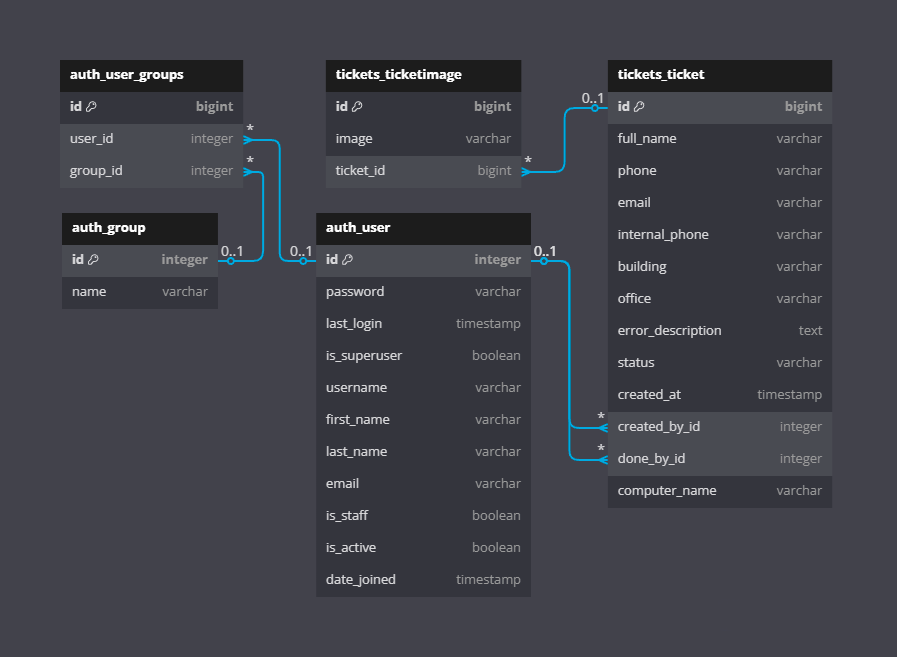 auth_user_groups
id bigint
user_id integer *
group_id integer *
tickets_ticketimage
id bigint
image varchar
ticket_id bigint *
tickets_ticket
0..1 id bigint
full_name varchar
phone varchar
email varchar
internal_phone varchar
building varchar
office varchar
error_description text
status varchar
created_at timestamp
* created_by_id integer
* done_by_id integer
computer_name varchar
auth_group
id integer 0..1
name varchar
auth_user
0..1 id integer 0..1
password varchar
last_login timestamp
is_superuser boolean
username varchar
first_name varchar
last_name varchar
email varchar
is_staff boolean
is_active boolean
date_joined timestamp